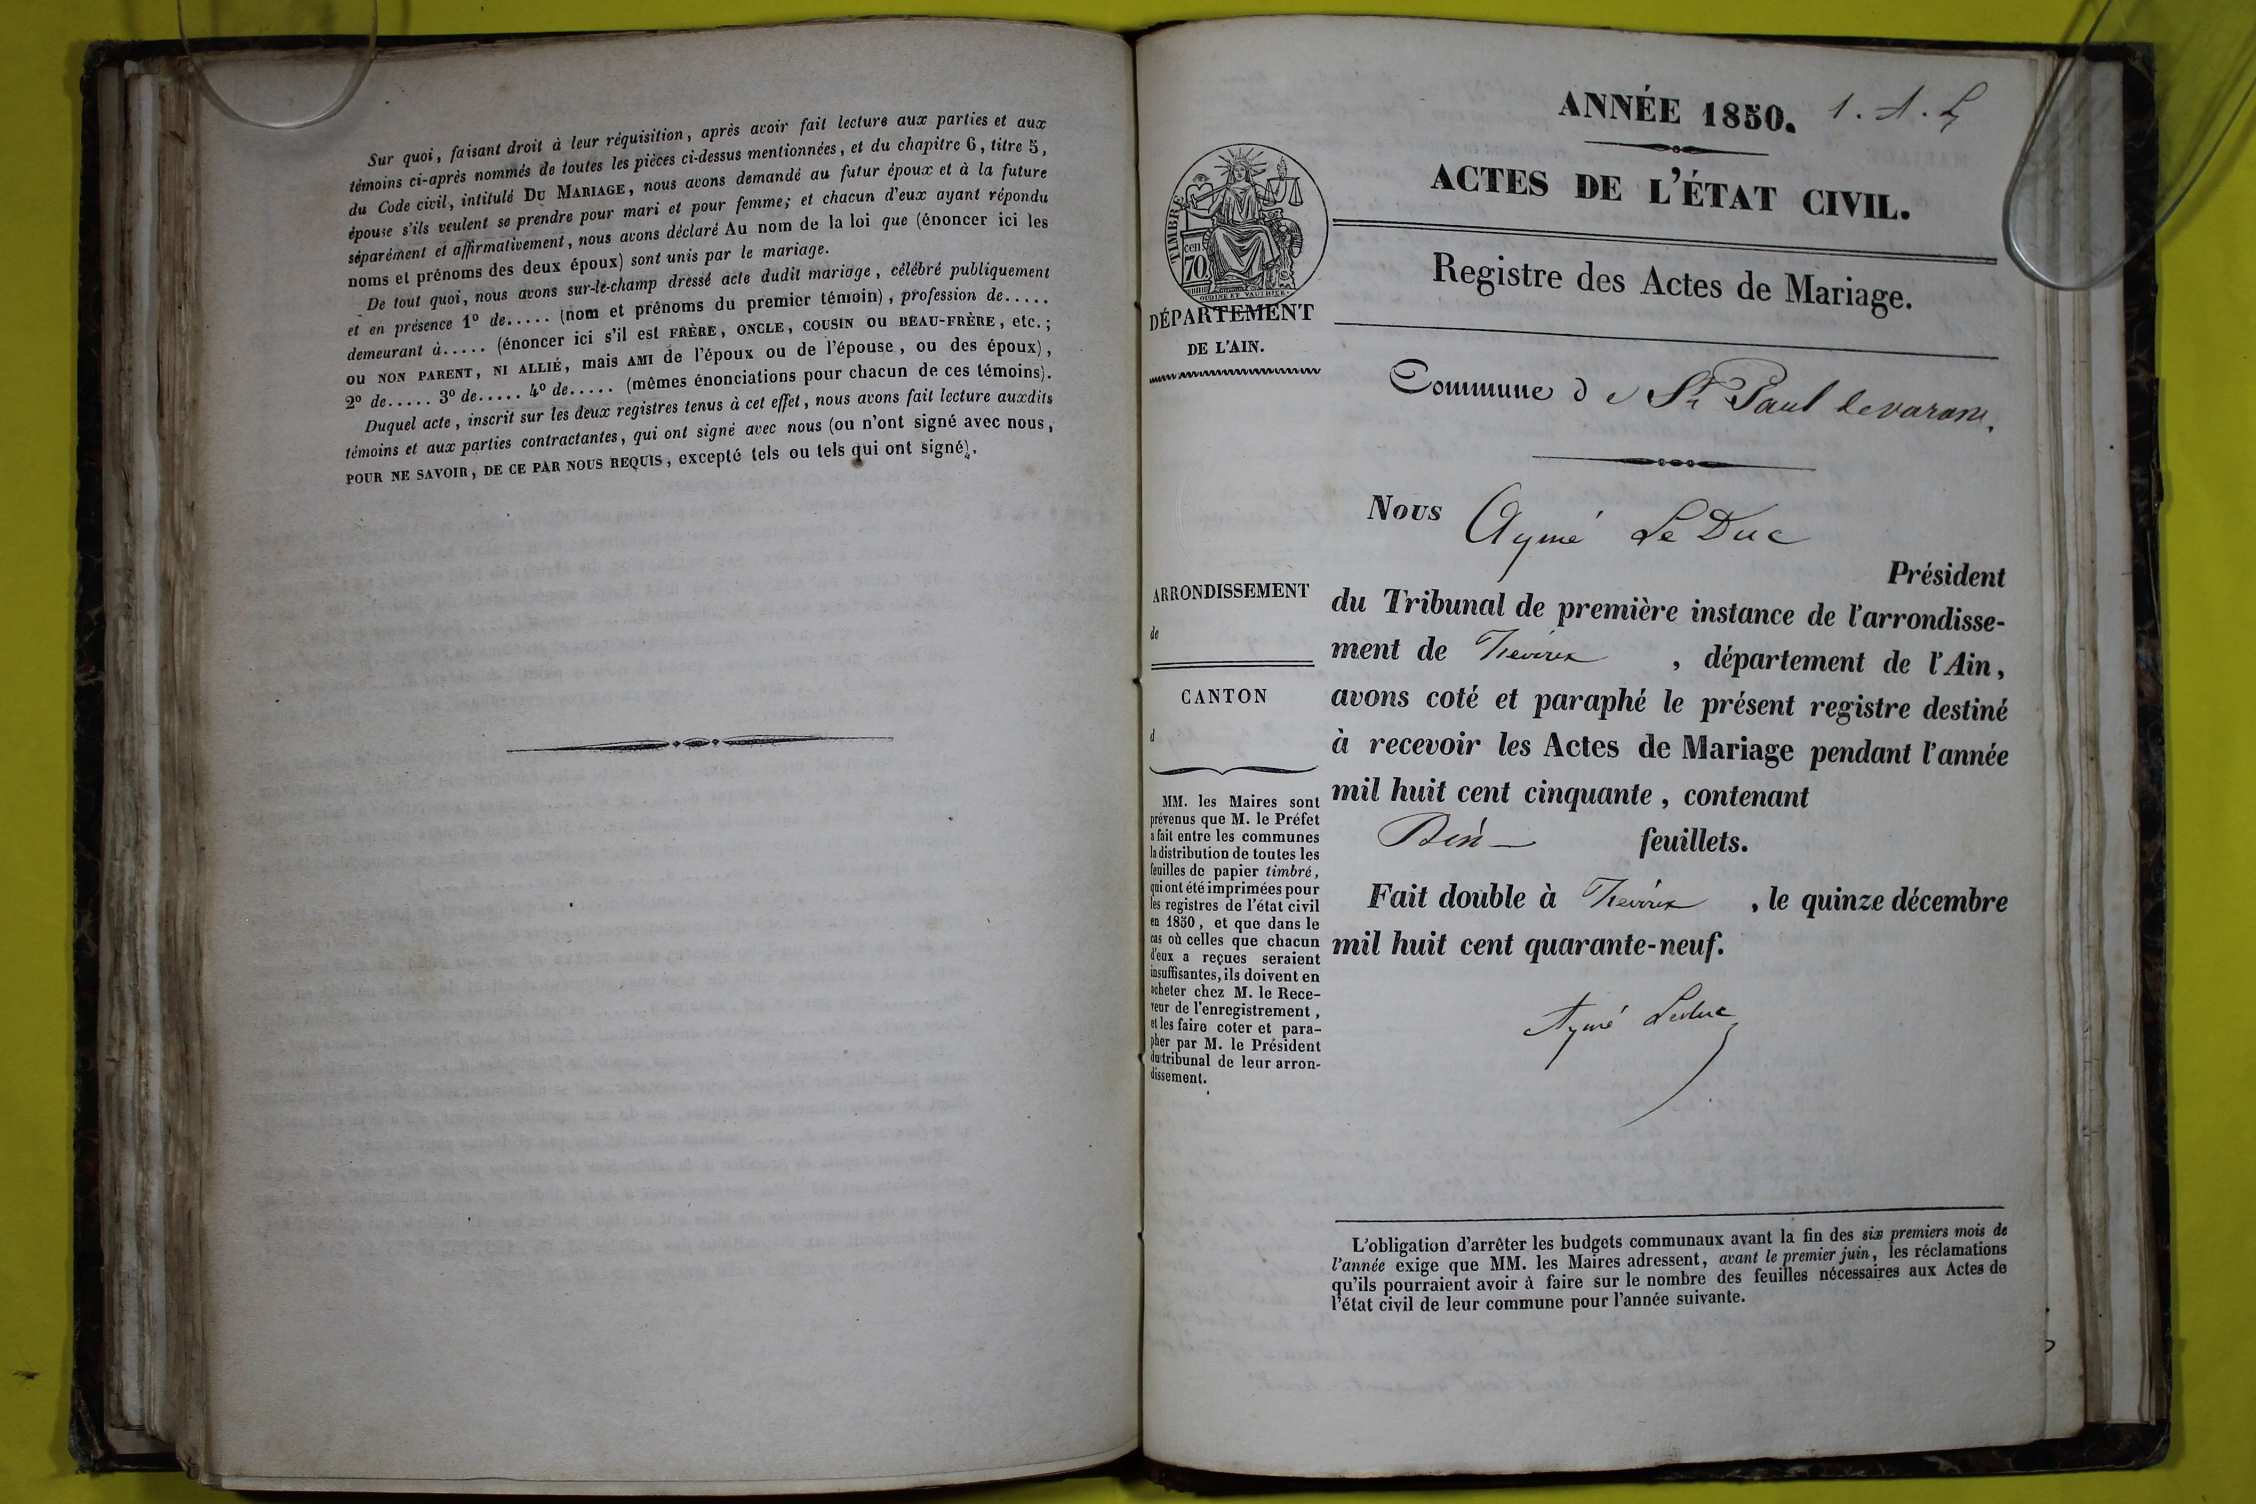 Sur quoi, faisant droit à leur réquisition, après avoir fait lecture aux parties et aux
témoins ci-après nommés de toutes les pièces ci-dessus mentionnées, et du chapitre 6, titre 5,
du Code civil, intitulé DU MARIAGE, nous avons demandé au futur époux et à la future
épouse s'ils veulent se prendre pour mari et pour femme; et chacun d'eux ayant répondu
séparément et affirmativement, nous avons déclaré Au nom de la loi que (énoncer ici les
noms et prénoms des deux époux) sont unis par le mariage.
De tout quoi, nous avons sur-le-champ dressé acte dudit mariage, célébré publiquement
et en présence 1º de..... (nom et prénoms du premier témoin), profession de.....
demeurant à..... (énoncer ici s'il est FRÈRE, ONCLE, COUSIN ou BEAU-FRÈRE, etc.;
ou NON PARENT, NI ALLIÉ, mais AMI de l'époux ou de l'épouse, ou des époux),
2º de..... 3º de..... 4º de..... (mêmes énonciations pour chacun de ces témoins).
Duquel acte, inscrit sur les deux registres tenus à cet effet, nous avons fait lecture auxdits
témoins et aux parties contractantes, qui ont signé avec nous (ou n'ont signé avec nous,
POUR NE SAVOIR, DE CE PAR NOUS REQUIS, excepté tels ou tels qui ont signé).
ANNÉE 1850. 1. A. L
ACTES DE L'ÉTAT CIVIL.
Registre des Actes de Mariage.
TIMBRE
70 cen
OUDINÉ ET VAUTHIER
DÉPARTEMENT
DE L'AIN.
Commune de St Paul de varax.
Nous Aymé Le Duc
Président
du Tribunal de première instance de l'arrondisse-
ment de Trévoux, département de l'Ain,
avons coté et paraphé le présent registre destiné
à recevoir les Actes de Mariage pendant l'année
mil huit cent cinquante, contenant
feuillets.
Fait double à Trévoux, le quinze décembre
mil huit cent quarante-neuf.
Aymé Leduc
ARRONDISSEMENT
de
CANTON
d
MM. les Maires sont
prévenus que M. le Préfet
a fait entre les communes
la distribution de toutes les
feuilles de papier timbré,
qui ont été imprimées pour
les registres de l'état civil
en 1850, et que dans le
cas où celles que chacun
d'eux a reçues seraient
insuffisantes, ils doivent en
acheter chez M. le Rece-
veur de l'enregistrement,
et les faire coter et para-
pher par M. le Président
du tribunal de leur arron-
dissement.
L'obligation d'arrêter les budgets communaux avant la fin des six premiers mois de
l'année exige que MM. les Maires adressent, avant le premier juin, les réclamations
qu'ils pourraient avoir à faire sur le nombre des feuilles nécessaires aux Actes de
l'état civil de leur commune pour l'année suivante.